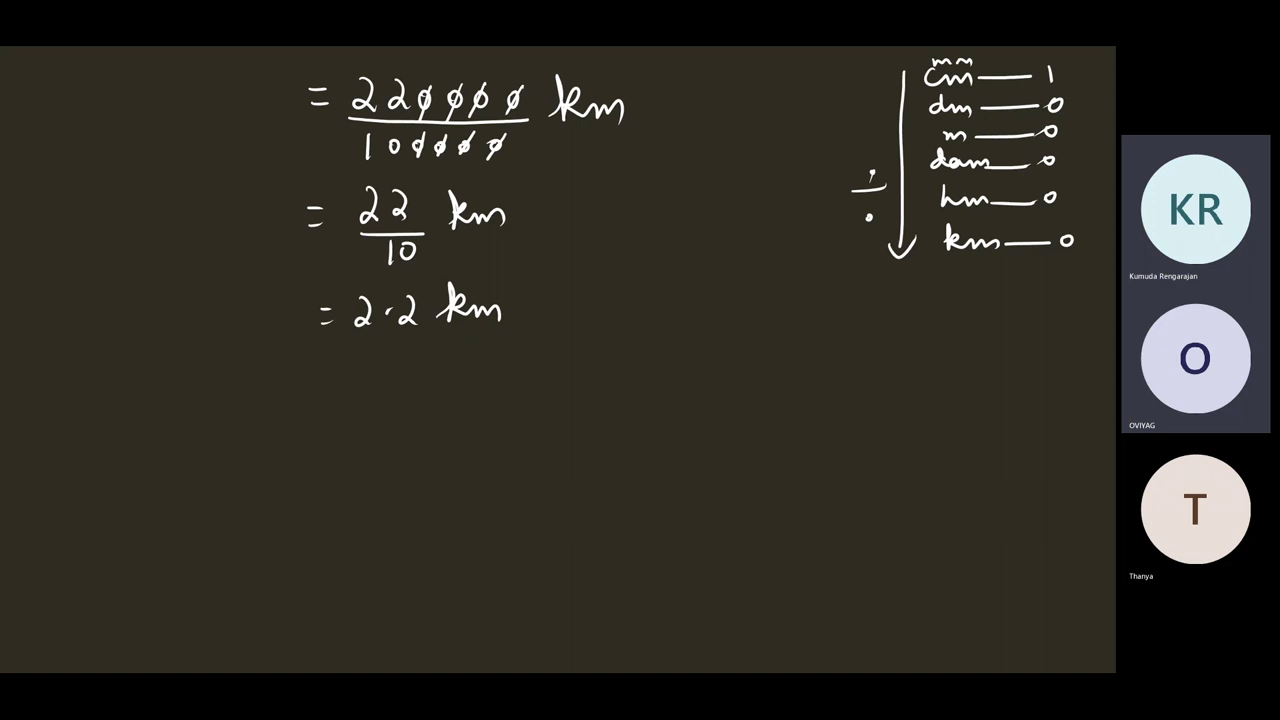 = 220000 km
100000
= 22 km
10
= 2.2 km
mm
cm — 1
dm — 0
m — 0
dam — 0
hm — 0
km — 0
÷
KR
Kumuda Rengarajan
O
OVIYAG
T
Thanya